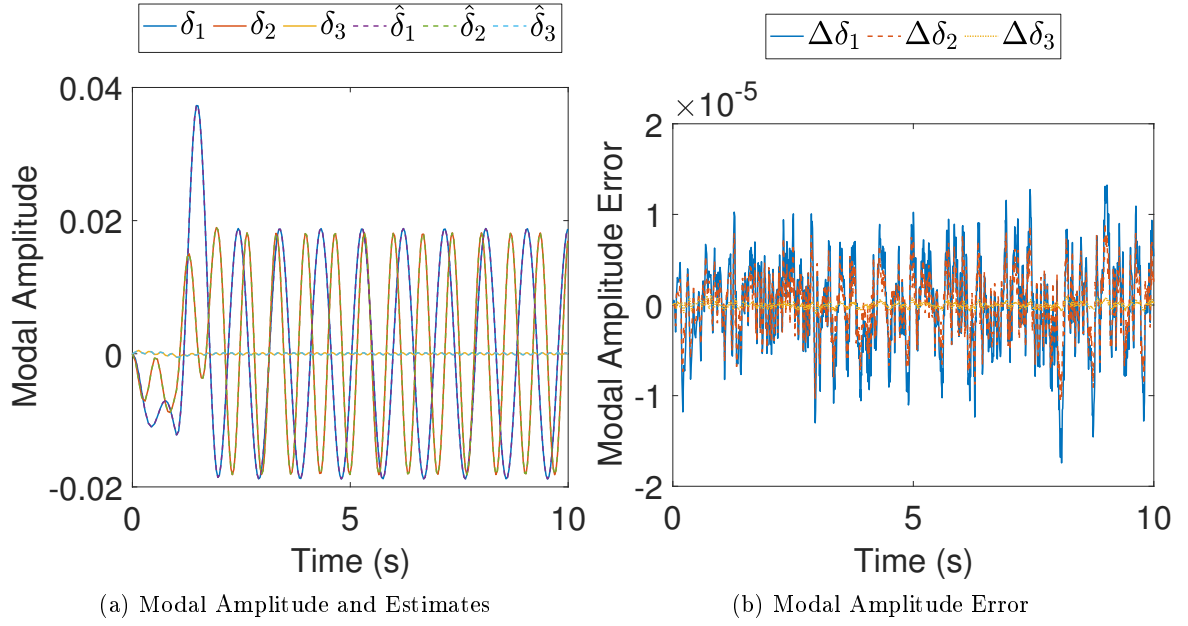 δ₁ δ₂ δ₃ δ̂₁ δ̂₂ δ̂₃
0.04
0.02
0
-0.02
Modal Amplitude
0 5 10
Time (s)
(a) Modal Amplitude and Estimates
Δδ₁ Δδ₂ Δδ₃
×10⁻⁵
2
1
0
-1
-2
Modal Amplitude Error
0 5 10
Time (s)
(b) Modal Amplitude Error